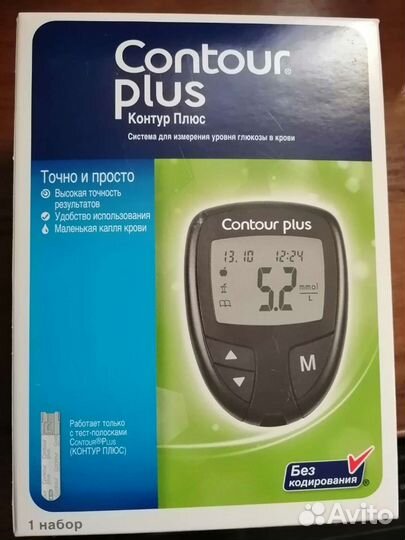 Contour®
plus
Контур Плюс
Система для измерения уровня глюкозы в крови
Точно и просто
Высокая точность
результатов
Удобство использования
Маленькая капля крови
Contour plus
13.10 12:24
5.2 mmol/L
M
Работает только
с тест-полосками
CONTOUR®PLUS
(КОНТУР ПЛЮС)
Без
кодирования®
1 набор
Avito